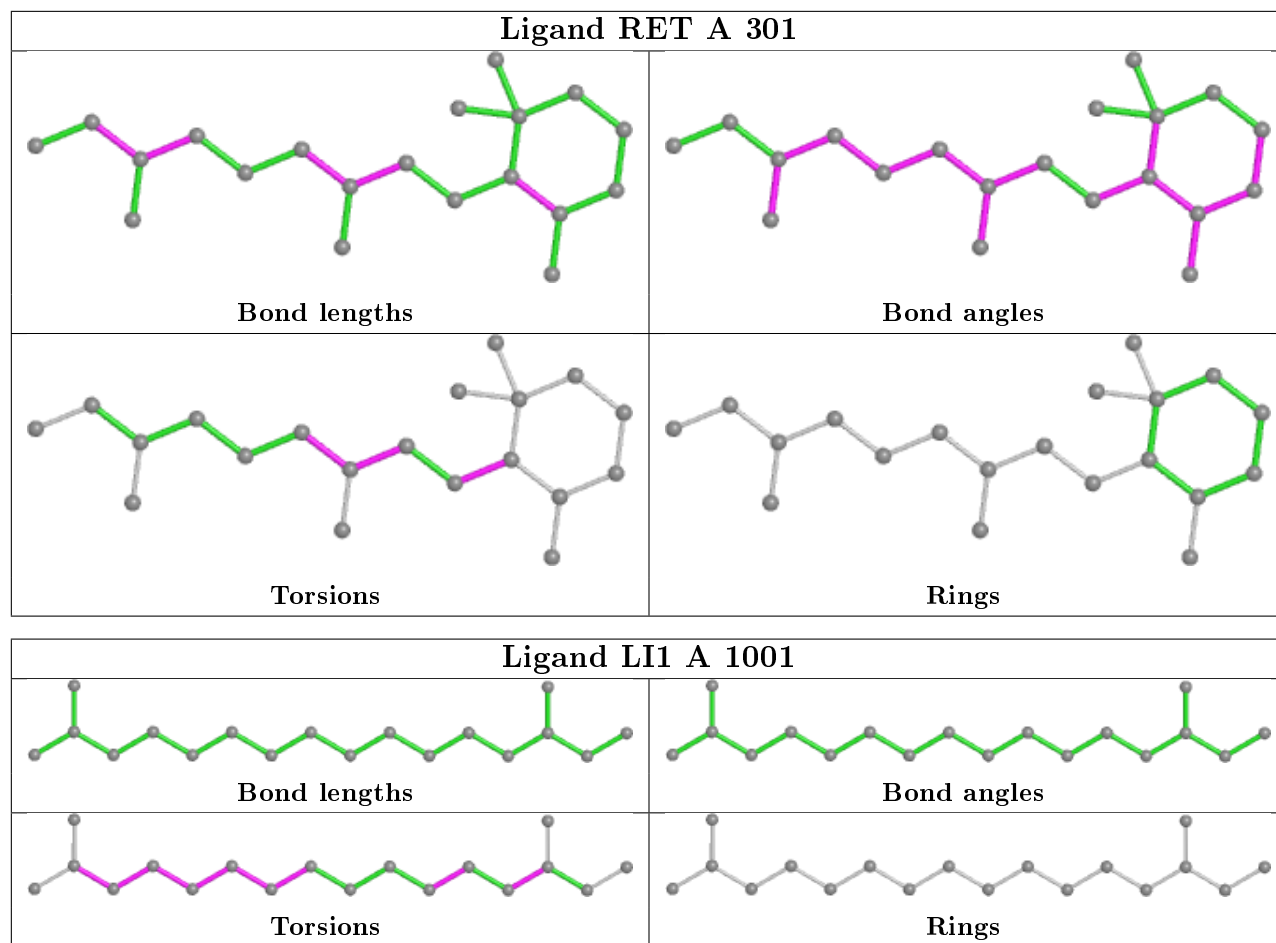 Ligand RET A 301
Bond lengths
Bond angles
Torsions
Rings
Ligand LI1 A 1001
Bond lengths
Bond angles
Torsions
Rings